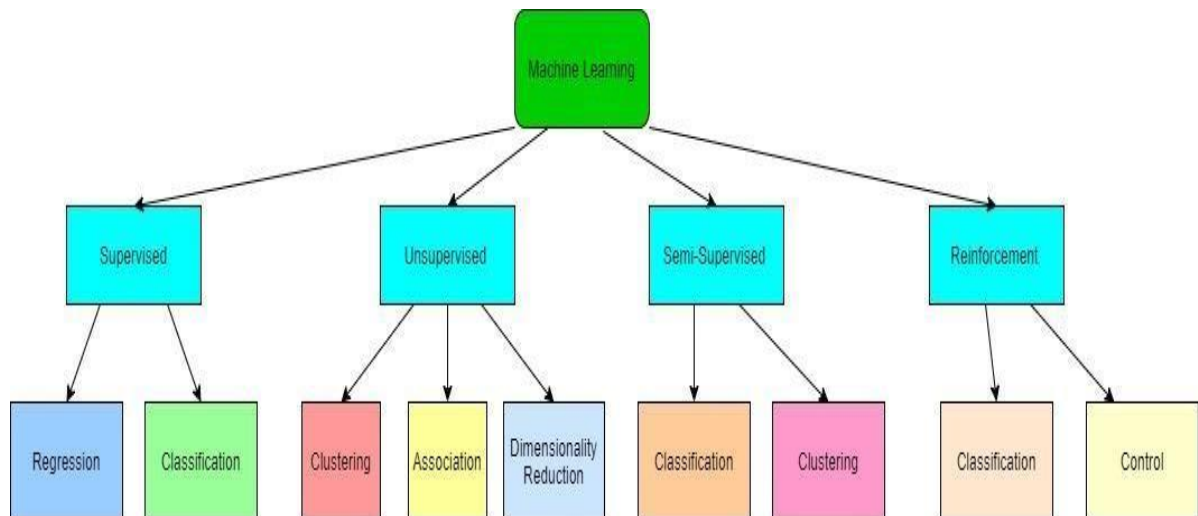 Machine Learning
Supervised
Unsupervised
Semi-Supervised
Reinforcement
Regression
Classification
Clustering
Association
Dimensionality
Reduction
Classification
Clustering
Classification
Control